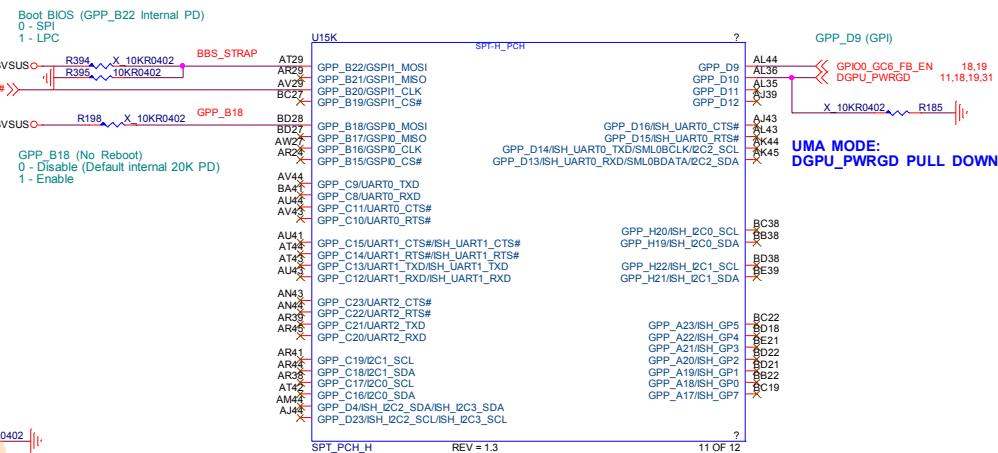 Boot BIOS (GPP_B22 Internal PD)
0 - SPI
1 - LPC
VSUS
R394 X_10KR0402
BBS_STRAP
R395 10KR0402
#
VSUS
R198 X_10KR0402
GPP_B18
GPP_B18 (No Reboot)
0 - Disable (Default internal 20K PD)
1 - Enable
0402
U15K
SPT-H_PCH
?
AT29 GPP_B22/GSPI1_MOSI
AR29 GPP_B21/GSPI1_MISO
AV29 GPP_B20/GSPI1_CLK
BC27 GPP_B19/GSPI1_CS#
BD28 GPP_B18/GSPI0_MOSI
BD27 GPP_B17/GSPI0_MISO
AW27 GPP_B16/GSPI0_CLK
AR24 GPP_B15/GSPI0_CS#
AV44 GPP_C9/UART0_TXD
BA41 GPP_C8/UART0_RXD
AU44 GPP_C11/UART0_CTS#
AV43 GPP_C10/UART0_RTS#
AU41 GPP_C15/UART1_CTS#/ISH_UART1_CTS#
AT44 GPP_C14/UART1_RTS#/ISH_UART1_RTS#
AT43 GPP_C13/UART1_TXD/ISH_UART1_TXD
AU43 GPP_C12/UART1_RXD/ISH_UART1_RXD
AN43 GPP_C23/UART2_CTS#
AN44 GPP_C22/UART2_RTS#
AR39 GPP_C21/UART2_TXD
AR45 GPP_C20/UART2_RXD
AR41 GPP_C19/I2C1_SCL
AR44 GPP_C18/I2C1_SDA
AR38 GPP_C17/I2C0_SCL
AT42 GPP_C16/I2C0_SDA
AM44 GPP_D4/ISH_I2C2_SDA/ISH_I2C3_SDA
AJ44 GPP_D23/ISH_I2C2_SCL/ISH_I2C3_SCL
GPP_D9 AL44
GPP_D10 AL36
GPP_D11 AL35
GPP_D12 AJ39
GPP_D16/ISH_UART0_CTS# AJ43
GPP_D15/ISH_UART0_RTS# AL43
GPP_D14/ISH_UART0_TXD/SML0BCLK/I2C2_SCL AK44
GPP_D13/ISH_UART0_RXD/SML0BDATA/I2C2_SDA AK45
GPP_H20/ISH_I2C0_SCL BC38
GPP_H19/ISH_I2C0_SDA BB38
GPP_H22/ISH_I2C1_SCL BD38
GPP_H21/ISH_I2C1_SDA BE39
GPP_A23/ISH_GP5 BC22
GPP_A22/ISH_GP4 BD18
GPP_A21/ISH_GP3 BE21
GPP_A20/ISH_GP2 BD22
GPP_A19/ISH_GP1 BD21
GPP_A18/ISH_GP0 BB22
GPP_A17/ISH_GP7 BC19
?
SPT_PCH_H REV = 1.3 11 OF 12
GPP_D9 (GPI)
GPIO0_GC6_FB_EN 18,19
DGPU_PWRGD 11,18,19,31
X_10KR0402 R185
UMA MODE:
DGPU_PWRGD PULL DOWN